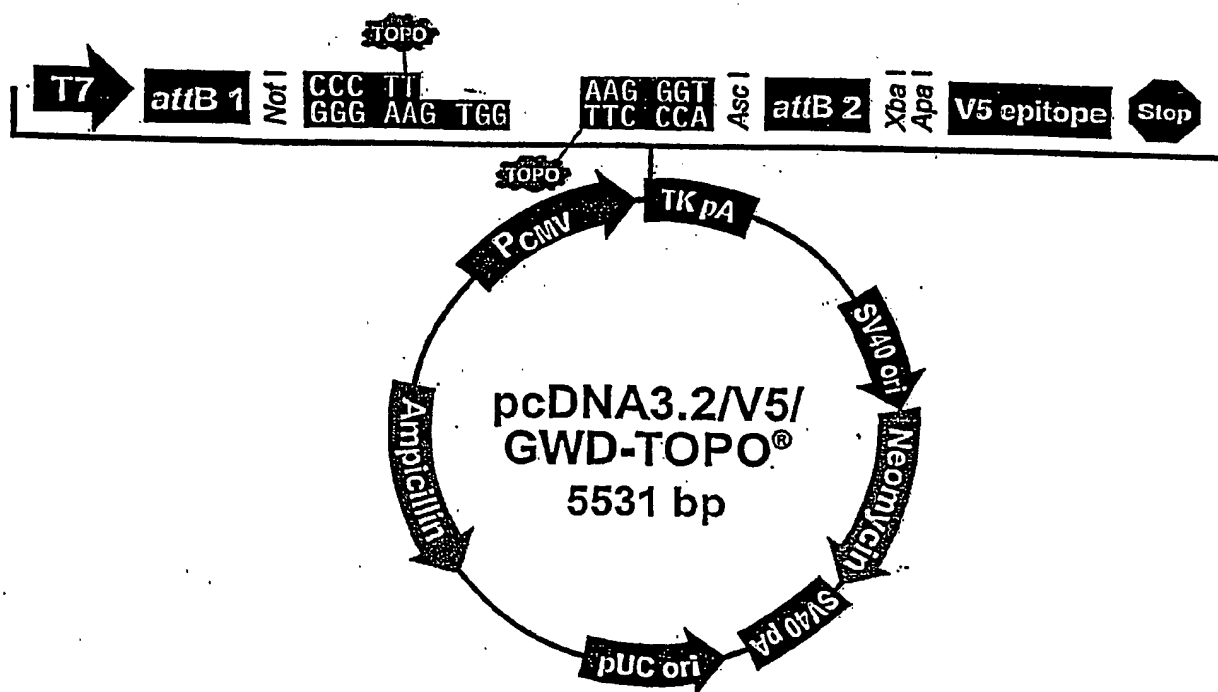 TOPO
T7
attB 1
Not I
CCC TT
GGG AAG TGG
AAG GGT
TTC CCA
Asc I
attB 2
Xba I
Apa I
V5 epitope
Stop
TOPO
PCMV
TK pA
SV40 ori
Neomycin
SV40 pA
pUC ori
Ampicillin
pcDNA3.2/V5/
GWD-TOPO®
5531 bp